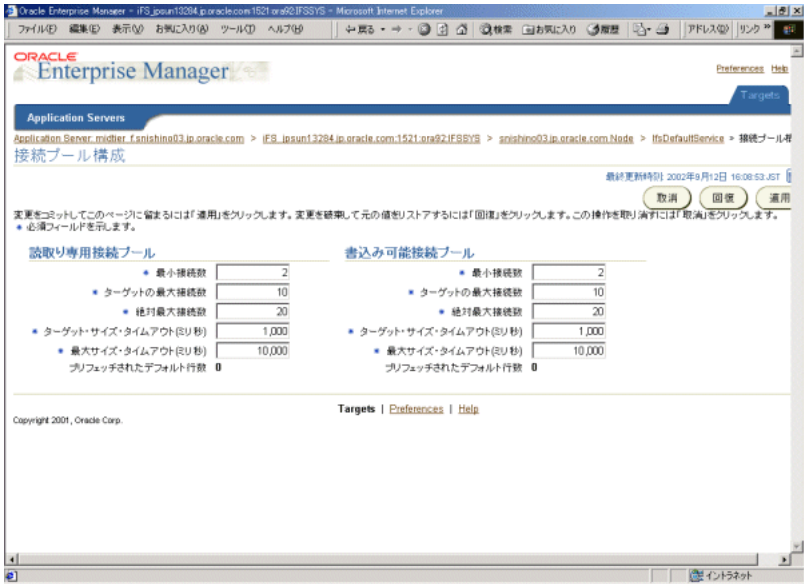 Oracle Enterprise Manager - iFS_jpsun13284.jp.oracle.com:1521:ora92:IFSSYS - Microsoft Internet Explorer
ファイル(F) 編集(E) 表示(V) お気に入り(A) ツール(T) ヘルプ(H) 戻る 検索 お気に入り 履歴 アドレス(D) リンク
ORACLE
Enterprise Manager
Preferences Help
Targets
Application Servers
Application Server: midtier_f.snishino03.jp.oracle.com > iFS_jpsun13284.jp.oracle.com:1521:ora92:IFSSYS > snishino03.jp.oracle.com Node > IfsDefaultService > 接続プール構
接続プール構成
最終更新時刻: 2002年9月12日 16:08:53 JST
取消 回復 適用
変更をコミットしてこのページに留まるには「適用」をクリックします。変更を破棄して元の値をリストアするには「回復」をクリックします。この操作を取り消すには「取消」をクリックします。
* 必須フィールドを示します。
読取り専用接続プール 書込み可能接続プール
* 最小接続数 2 * 最小接続数 2
* ターゲットの最大接続数 10 * ターゲットの最大接続数 10
* 絶対最大接続数 20 * 絶対最大接続数 20
* ターゲット・サイズ・タイムアウト(ミリ秒) 1,000 * ターゲット・サイズ・タイムアウト(ミリ秒) 1,000
* 最大サイズ・タイムアウト(ミリ秒) 10,000 * 最大サイズ・タイムアウト(ミリ秒) 10,000
プリフェッチされたデフォルト行数 0 プリフェッチされたデフォルト行数 0
Targets | Preferences | Help
Copyright 2001, Oracle Corp.
イントラネット